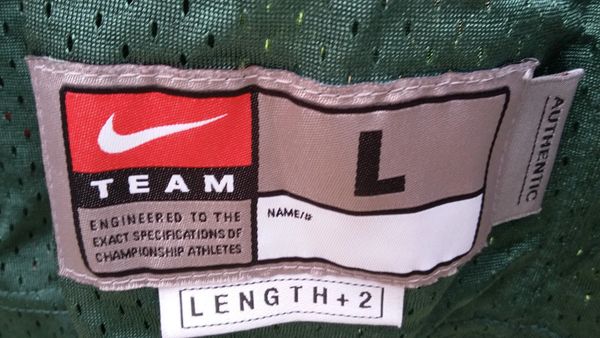 TEAM
ENGINEERED TO THE
EXACT SPECIFICATIONS OF
CHAMPIONSHIP ATHLETES
L
NAME/#
AUTHENTIC
LENGTH + 2